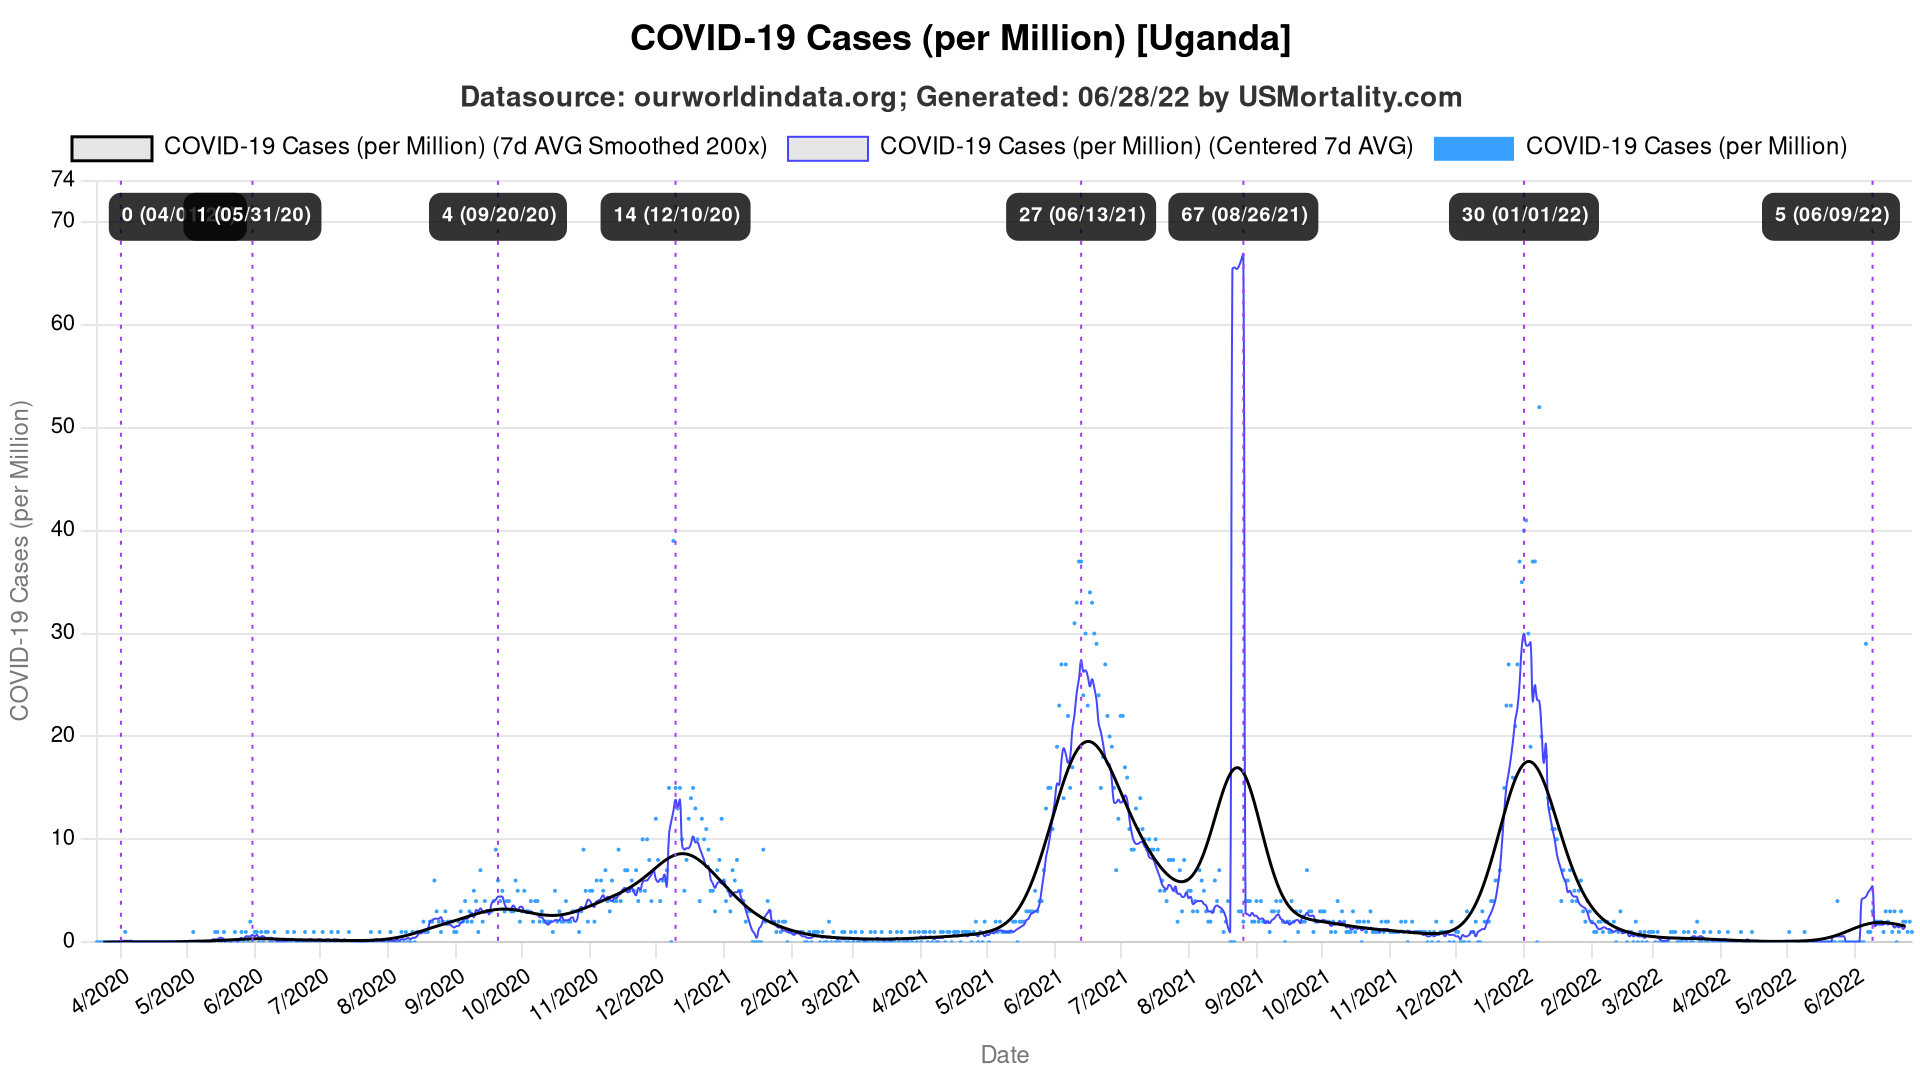 COVID-19 Cases (per Million) [Uganda]
Datasource: ourworldindata.org; Generated: 06/28/22 by USMortality.com
COVID-19 Cases (per Million) (7d AVG Smoothed 200x) COVID-19 Cases (per Million) (Centered 7d AVG) COVID-19 Cases (per Million)
74
0 (04/0 1 (05/31/20) 4 (09/20/20) 14 (12/10/20) 27 (06/13/21) 67 (08/26/21) 30 (01/01/22) 5 (06/09/22)
70
60
50
40
30
20
10
0
COVID-19 Cases (per Million)
4/2020 5/2020 6/2020 7/2020 8/2020 9/2020 10/2020 11/2020 12/2020 1/2021 2/2021 3/2021 4/2021 5/2021 6/2021 7/2021 8/2021 9/2021 10/2021 11/2021 12/2021 1/2022 2/2022 3/2022 4/2022 5/2022 6/2022
Date